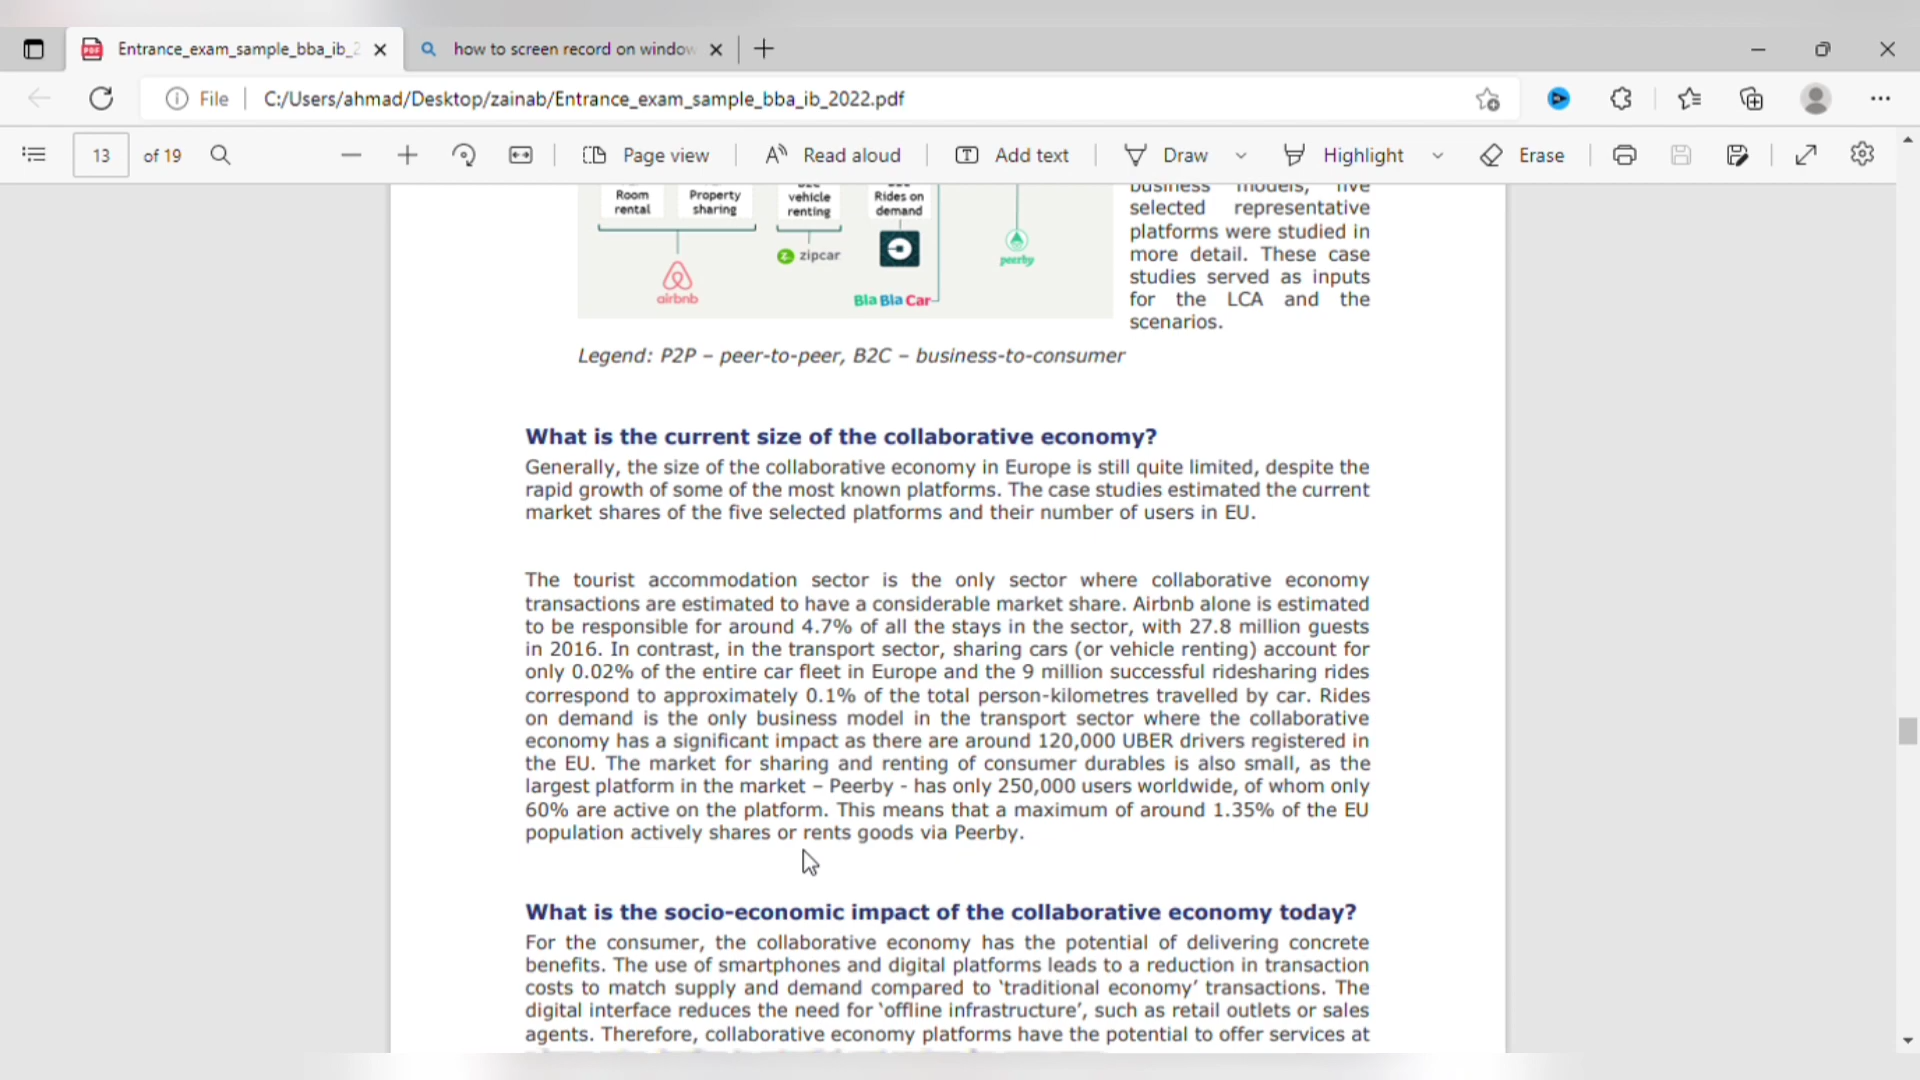 Entrance_exam_sample_bba_ib_2
how to screen record on window
File
C:/Users/ahmad/Desktop/zainab/Entrance_exam_sample_bba_ib_2022.pdf
13 of 19
Page view
Read aloud
Add text
Draw
Highlight
Erase
Room rental
Property sharing
vehicle renting
Rides on demand
zipcar
peerby
airbnb
BlaBlaCar
business models, five
selected representative
platforms were studied in
more detail. These case
studies served as inputs
for the LCA and the
scenarios.
Legend: P2P – peer-to-peer, B2C – business-to-consumer
What is the current size of the collaborative economy?
Generally, the size of the collaborative economy in Europe is still quite limited, despite the
rapid growth of some of the most known platforms. The case studies estimated the current
market shares of the five selected platforms and their number of users in EU.
The tourist accommodation sector is the only sector where collaborative economy
transactions are estimated to have a considerable market share. Airbnb alone is estimated
to be responsible for around 4.7% of all the stays in the sector, with 27.8 million guests
in 2016. In contrast, in the transport sector, sharing cars (or vehicle renting) account for
only 0.02% of the entire car fleet in Europe and the 9 million successful ridesharing rides
correspond to approximately 0.1% of the total person-kilometres travelled by car. Rides
on demand is the only business model in the transport sector where the collaborative
economy has a significant impact as there are around 120,000 UBER drivers registered in
the EU. The market for sharing and renting of consumer durables is also small, as the
largest platform in the market – Peerby - has only 250,000 users worldwide, of whom only
60% are active on the platform. This means that a maximum of around 1.35% of the EU
population actively shares or rents goods via Peerby.
What is the socio-economic impact of the collaborative economy today?
For the consumer, the collaborative economy has the potential of delivering concrete
benefits. The use of smartphones and digital platforms leads to a reduction in transaction
costs to match supply and demand compared to ‘traditional economy’ transactions. The
digital interface reduces the need for ‘offline infrastructure’, such as retail outlets or sales
agents. Therefore, collaborative economy platforms have the potential to offer services at